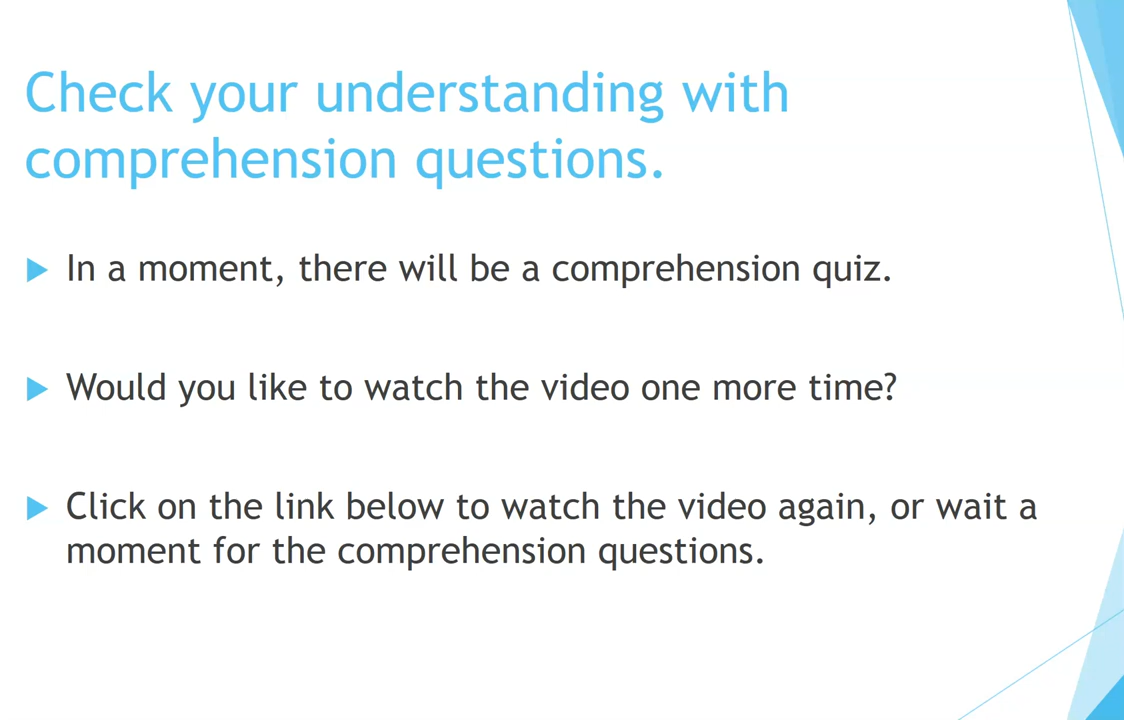 Check your understanding with
comprehension questions.
In a moment, there will be a comprehension quiz.
Would you like to watch the video one more time?
Click on the link below to watch the video again, or wait a
moment for the comprehension questions.